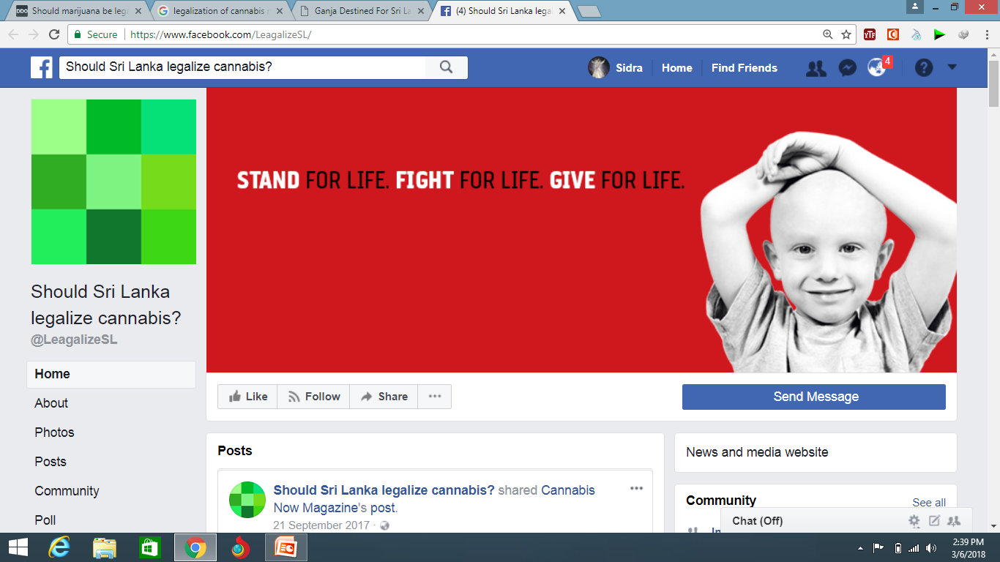 DDO Should marijuana be leg
legalization of cannabis
Ganja Destined For Sri La
(4) Should Sri Lanka lega
Secure
https://www.facebook.com/LeagalizeSL/
YTF
Should Sri Lanka legalize cannabis?
Sidra
Home
Find Friends
4
STAND FOR LIFE. FIGHT FOR LIFE. GIVE FOR LIFE.
Should Sri Lanka
legalize cannabis?
@LeagalizeSL
Home
About
Photos
Posts
Community
Poll
Like
Follow
Share
Send Message
Posts
Should Sri Lanka legalize cannabis? shared Cannabis
Now Magazine's post.
21 September 2017 ·
News and media website
Community
See all
In
Chat (Off)
2:39 PM
3/6/2018